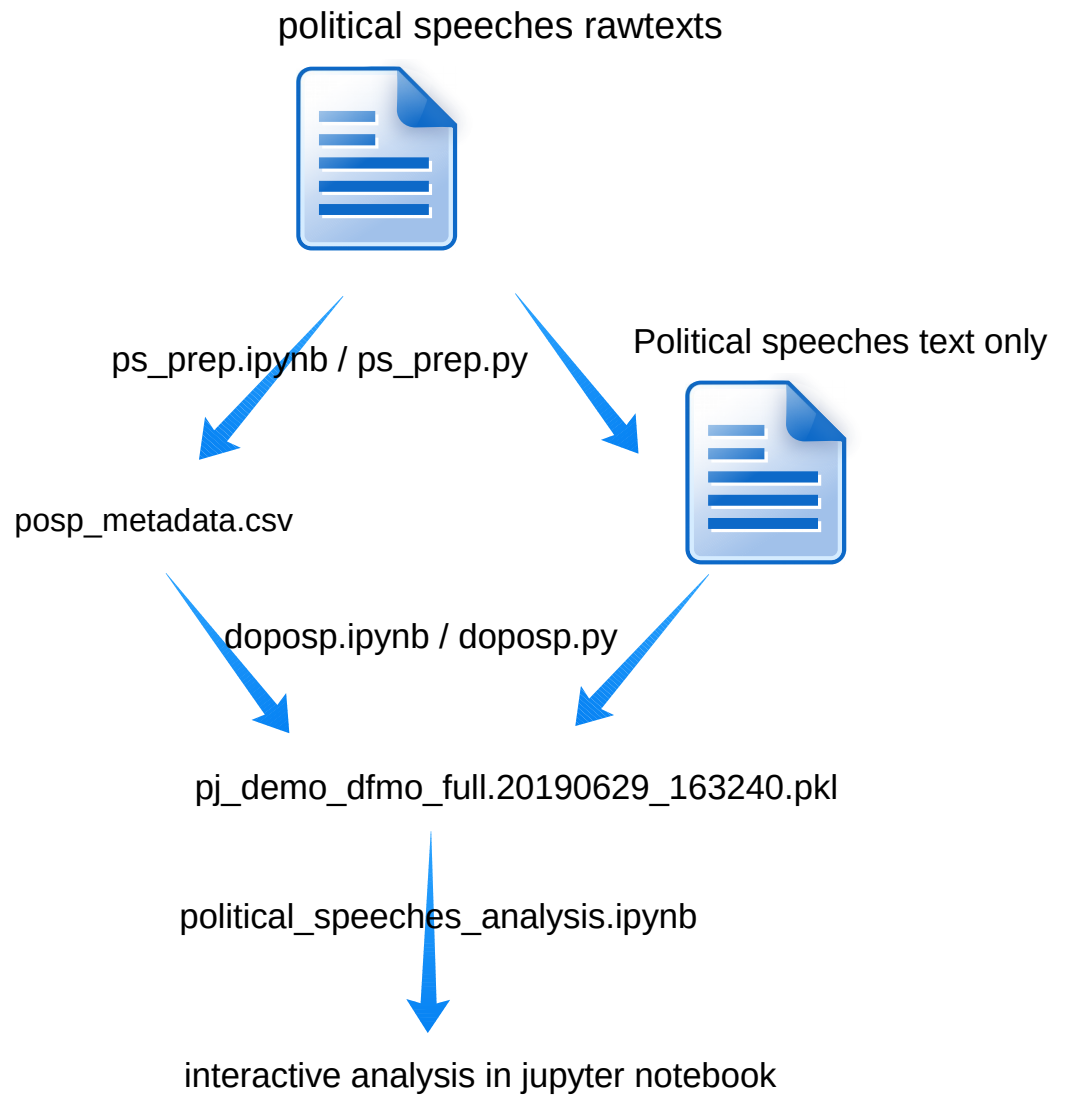 political speeches rawtexts
Political speeches text only
ps_prep.ipynb / ps_prep.py
posp_metadata.csv
doposp.ipynb / doposp.py
pj_demo_dfmo_full.20190629_163240.pkl
political_speeches_analysis.ipynb
interactive analysis in jupyter notebook